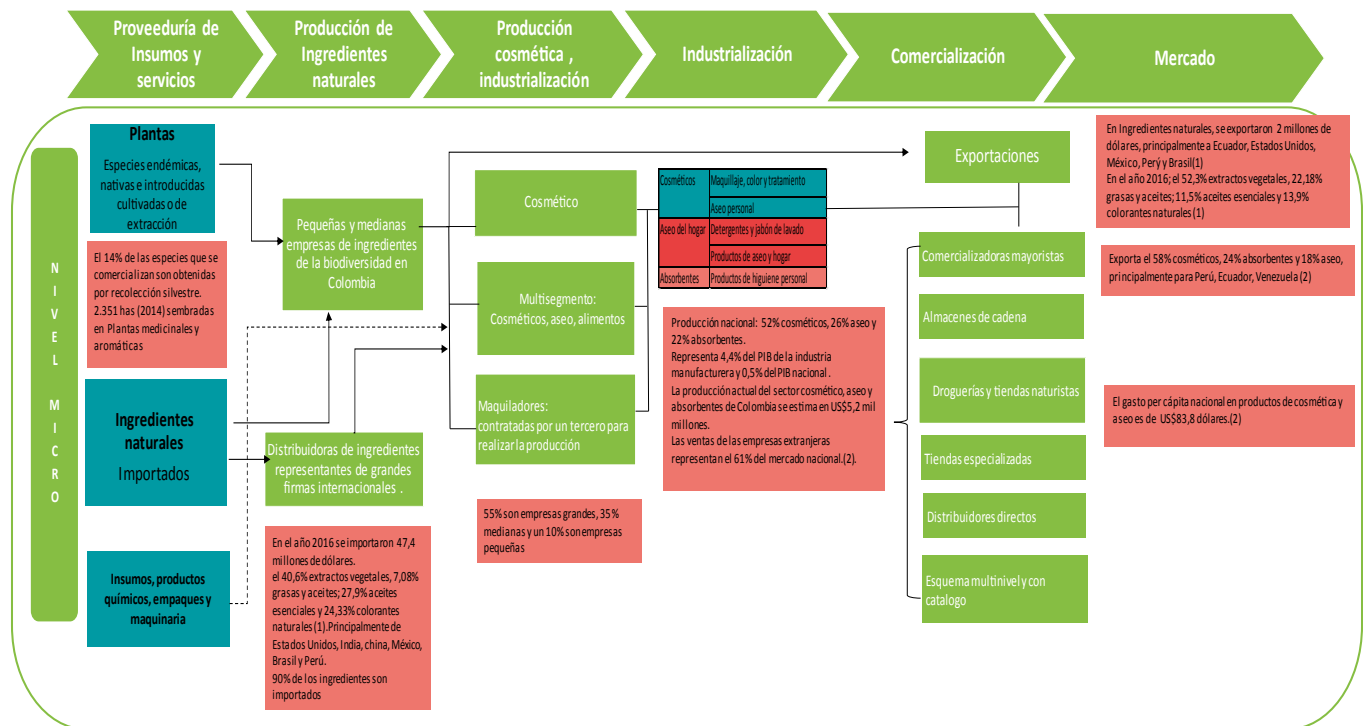 Proveeduría de
Insumos y
servicios
Producción de
Ingredientes
naturales
Producción
cosmética ,
industrialización
Industrialización
Comercialización
Mercado
NIVEL MICRO
Plantas
Especies endémicas,
nativas e introducidas
cultivadas o de
extracción
El 14% de las especies que se
comercializan son obtenidas
por recolección silvestre.
2.351 has (2014) sembradas
en Plantas medicinales y
aromáticas
Ingredientes
naturales
Importados
Insumos, productos
químicos, empaques y
maquinaria
Pequeñas y medianas
empresas de ingredientes
de la biodiversidad en
Colombia
Distribuidoras de ingredientes
representantes de grandes
firmas internacionales .
En el año 2016 se importaron 47,4
millones de dólares.
el 40,6% extractos vegetales, 7,08%
grasas y aceites; 27,9% aceites
esenciales y 24,33% colorantes
naturales (1).Principalmente de
Estados Unidos, India, china, México,
Brasil y Perú.
90% de los ingredientes son
importados
Cosmético
Multisegmento:
Cosméticos, aseo, alimentos
Maquiladores:
contratadas por un tercero para
realizar la producción
55% son empresas grandes, 35%
medianas y un 10% son empresas
pequeñas
Cosméticos
Maquillaje, color y tratamiento
Aseo personal
Aseo del hogar
Detergentes y jabón de lavado
Productos de aseo y hogar
Absorbentes
Productos de higiuene personal
Producción nacional: 52% cosméticos, 26% aseo y
22% absorbentes.
Representa 4,4% del PIB de la industria
manufacturera y 0,5% del PIB nacional .
La producción actual del sector cosmético, aseo y
absorbentes de Colombia se estima en US$5,2 mil
millones.
Las ventas de las empresas extranjeras
representan el 61% del mercado nacional.(2).
Exportaciones
Comercializadoras mayoristas
Almacenes de cadena
Droguerías y tiendas naturistas
Tiendas especializadas
Distribuidores directos
Esquema multinivel y con
catalogo
En Ingredientes naturales, se exportaron 2 millones de
dólares, principalmente a Ecuador, Estados Unidos,
México, Perý y Brasil(1)
En el año 2016; el 52,3% extractos vegetales, 22,18%
grasas y aceites; 11,5% aceites esenciales y 13,9%
colorantes naturales (1)
Exporta el 58% cosméticos, 24% absorbentes y 18% aseo,
principalmente para Perú, Ecuador, Venezuela (2)
El gasto per cápita nacional en productos de cosmética y
aseo es de US$83,8 dólares.(2)